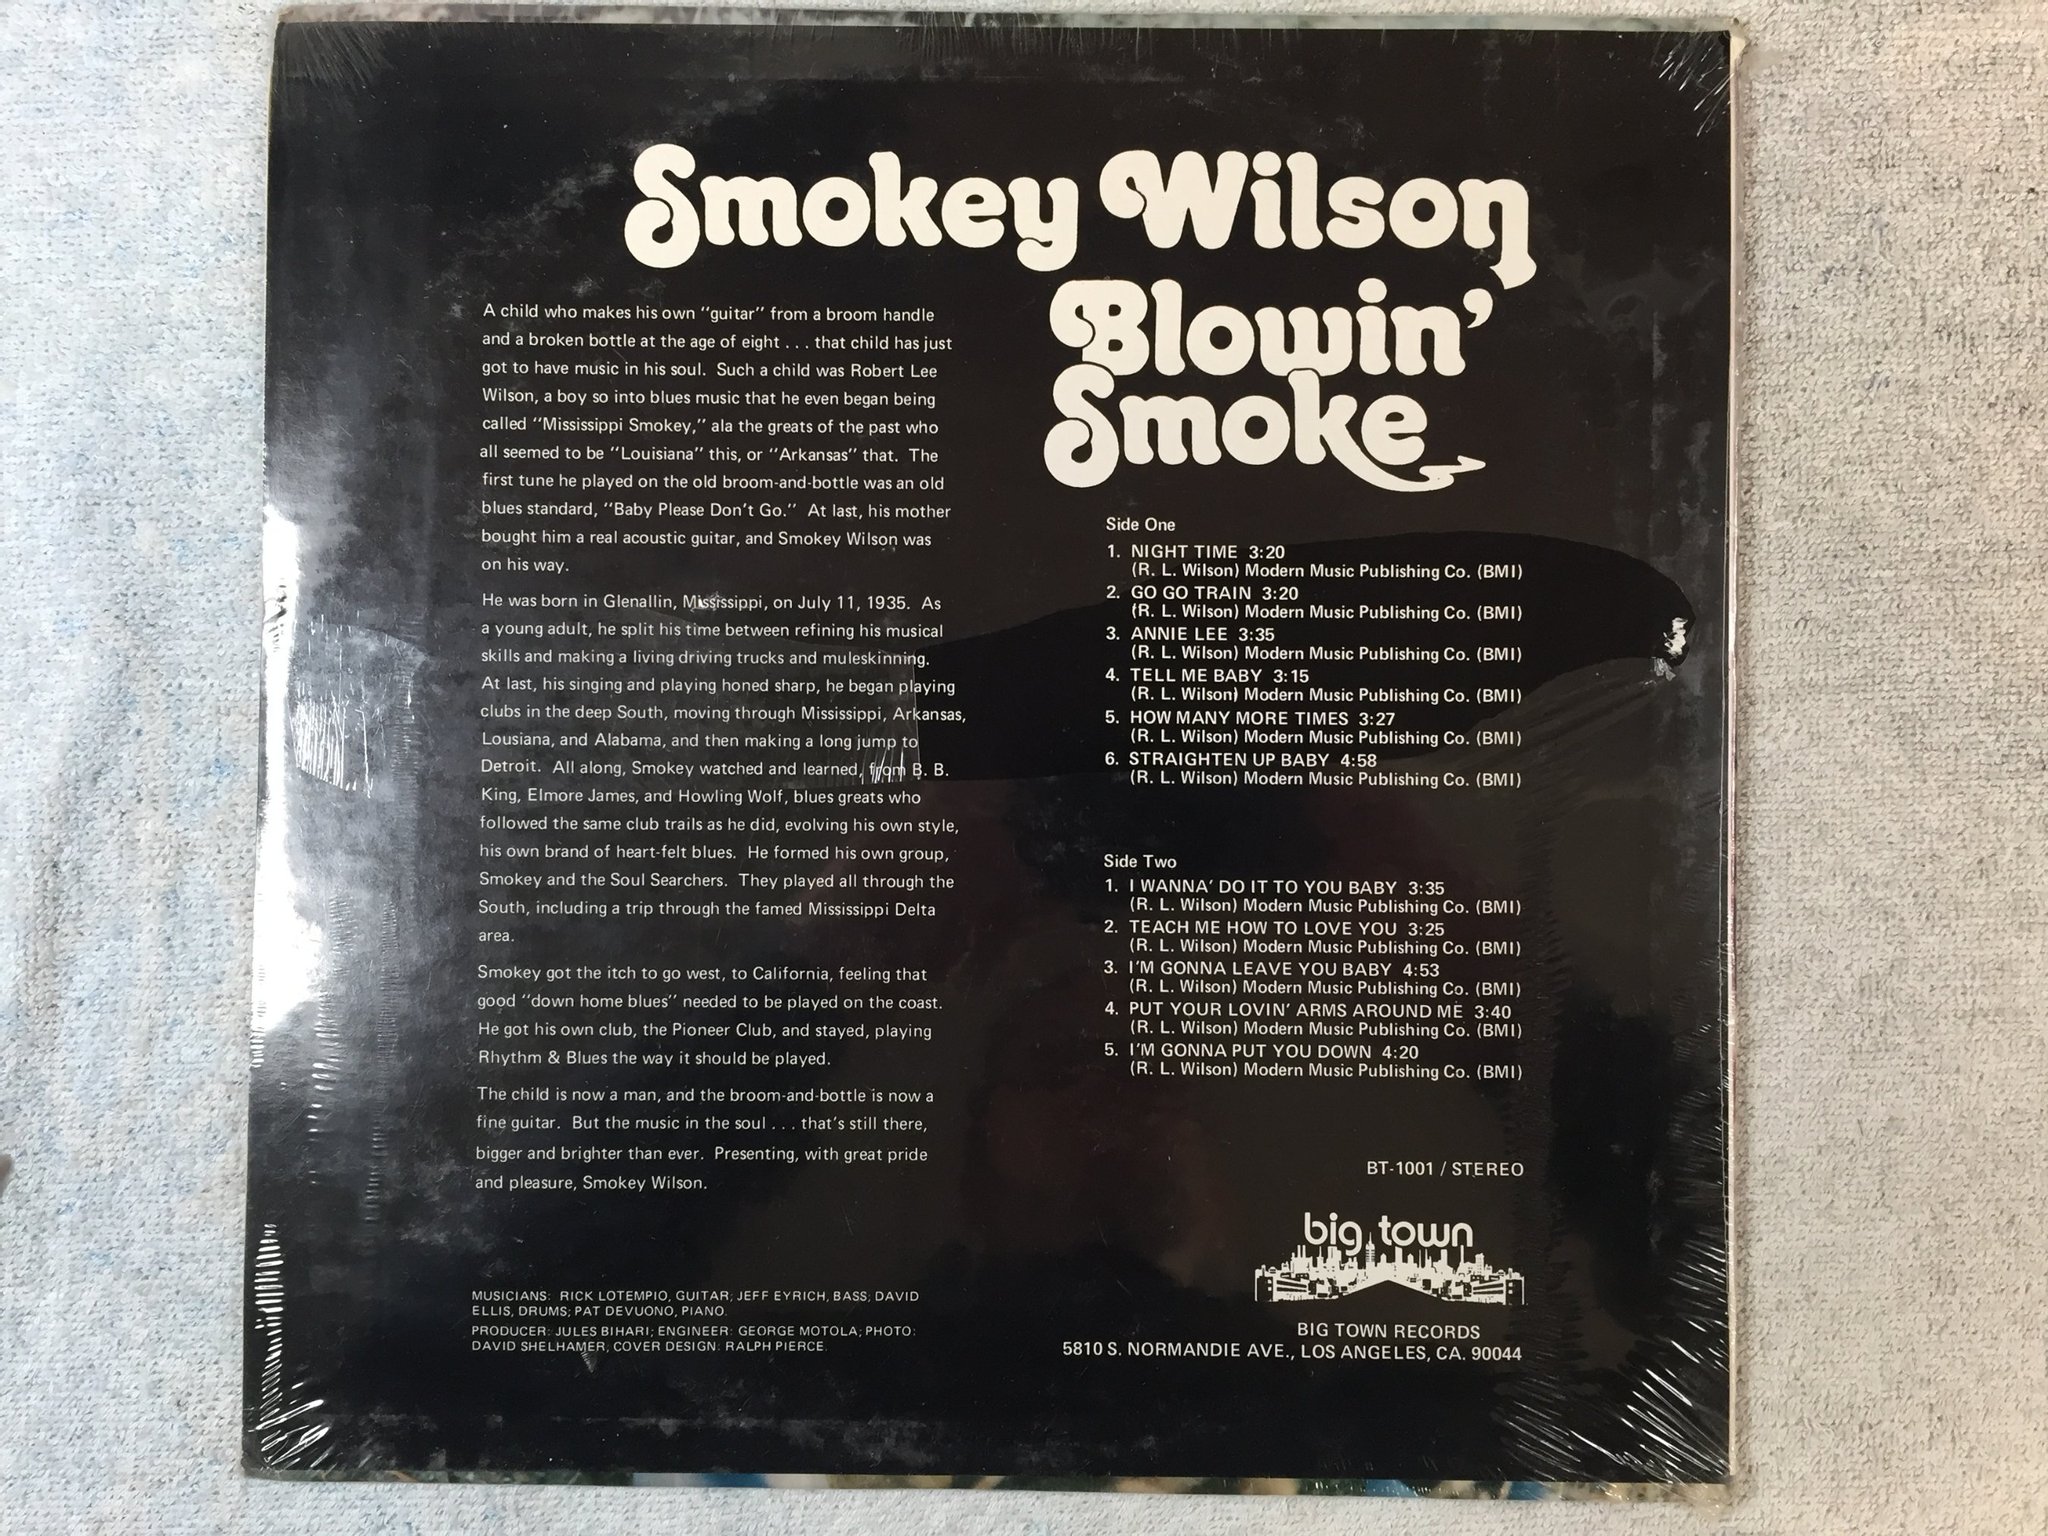 Smokey Wilson
Blowin'
Smoke
A child who makes his own "guitar" from a broom handle
and a broken bottle at the age of eight . . . that child has just
got to have music in his soul. Such a child was Robert Lee
Wilson, a boy so into blues music that he even began being
called "Mississippi Smokey," ala the greats of the past who
all seemed to be "Louisiana" this, or "Arkansas" that. The
first tune he played on the old broom-and-bottle was an old
blues standard, "Baby Please Don't Go." At last, his mother
bought him a real acoustic guitar, and Smokey Wilson was
on his way.
He was born in Glenallin, Mississippi, on July 11, 1935. As
a young adult, he split his time between refining his musical
skills and making a living driving trucks and muleskinning.
At last, his singing and playing honed sharp, he began playing
clubs in the deep South, moving through Mississippi, Arkansas,
Lousiana, and Alabama, and then making a long jump to
Detroit. All along, Smokey watched and learned, from B. B.
King, Elmore James, and Howling Wolf, blues greats who
followed the same club trails as he did, evolving his own style,
his own brand of heart-felt blues. He formed his own group,
Smokey and the Soul Searchers. They played all through the
South, including a trip through the famed Mississippi Delta
area.
Smokey got the itch to go west, to California, feeling that
good "down home blues" needed to be played on the coast.
He got his own club, the Pioneer Club, and stayed, playing
Rhythm & Blues the way it should be played.
The child is now a man, and the broom-and-bottle is now a
fine guitar. But the music in the soul . . . that's still there,
bigger and brighter than ever. Presenting, with great pride
and pleasure, Smokey Wilson.
MUSICIANS: RICK LOTEMPIO, GUITAR; JEFF EYRICH, BASS; DAVID
ELLIS, DRUMS; PAT DEVUONO, PIANO.
PRODUCER: JULES BIHARI; ENGINEER: GEORGE MOTOLA; PHOTO:
DAVID SHELHAMER, COVER DESIGN: RALPH PIERCE.
Side One
1. NIGHT TIME 3:20
(R. L. Wilson) Modern Music Publishing Co. (BMI)
2. GO GO TRAIN 3:20
(R. L. Wilson) Modern Music Publishing Co. (BMI)
3. ANNIE LEE 3:35
(R. L. Wilson) Modern Music Publishing Co. (BMI)
4. TELL ME BABY 3:15
(R. L. Wilson) Modern Music Publishing Co. (BMI)
5. HOW MANY MORE TIMES 3:27
(R. L. Wilson) Modern Music Publishing Co. (BMI)
6. STRAIGHTEN UP BABY 4:58
(R. L. Wilson) Modern Music Publishing Co. (BMI)
Side Two
1. I WANNA' DO IT TO YOU BABY 3:35
(R. L. Wilson) Modern Music Publishing Co. (BMI)
2. TEACH ME HOW TO LOVE YOU 3:25
(R. L. Wilson) Modern Music Publishing Co. (BMI)
3. I'M GONNA LEAVE YOU BABY 4:53
(R. L. Wilson) Modern Music Publishing Co. (BMI)
4. PUT YOUR LOVIN' ARMS AROUND ME 3:40
(R. L. Wilson) Modern Music Publishing Co. (BMI)
5. I'M GONNA PUT YOU DOWN 4:20
(R. L. Wilson) Modern Music Publishing Co. (BMI)
BT-1001 / STEREO
big town
BIG TOWN RECORDS
5810 S. NORMANDIE AVE., LOS ANGELES, CA. 90044